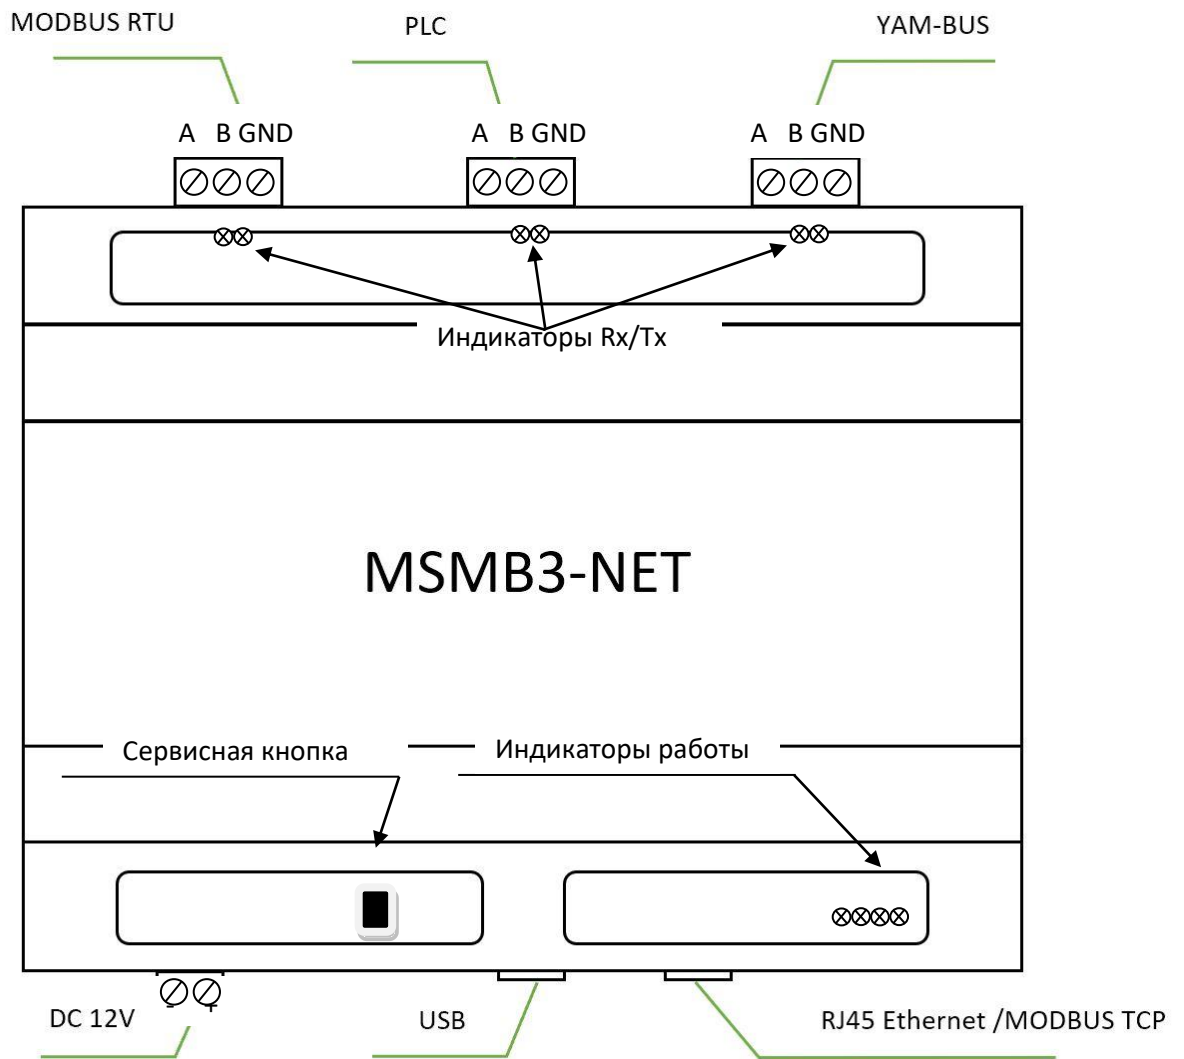 MODBUS RTU
PLC
YAM-BUS
A B GND
A B GND
A B GND
Индикаторы Rx/Tx
MSMB3-NET
Сервисная кнопка
Индикаторы работы
- +
DC 12V
USB
RJ45 Ethernet /MODBUS TCP